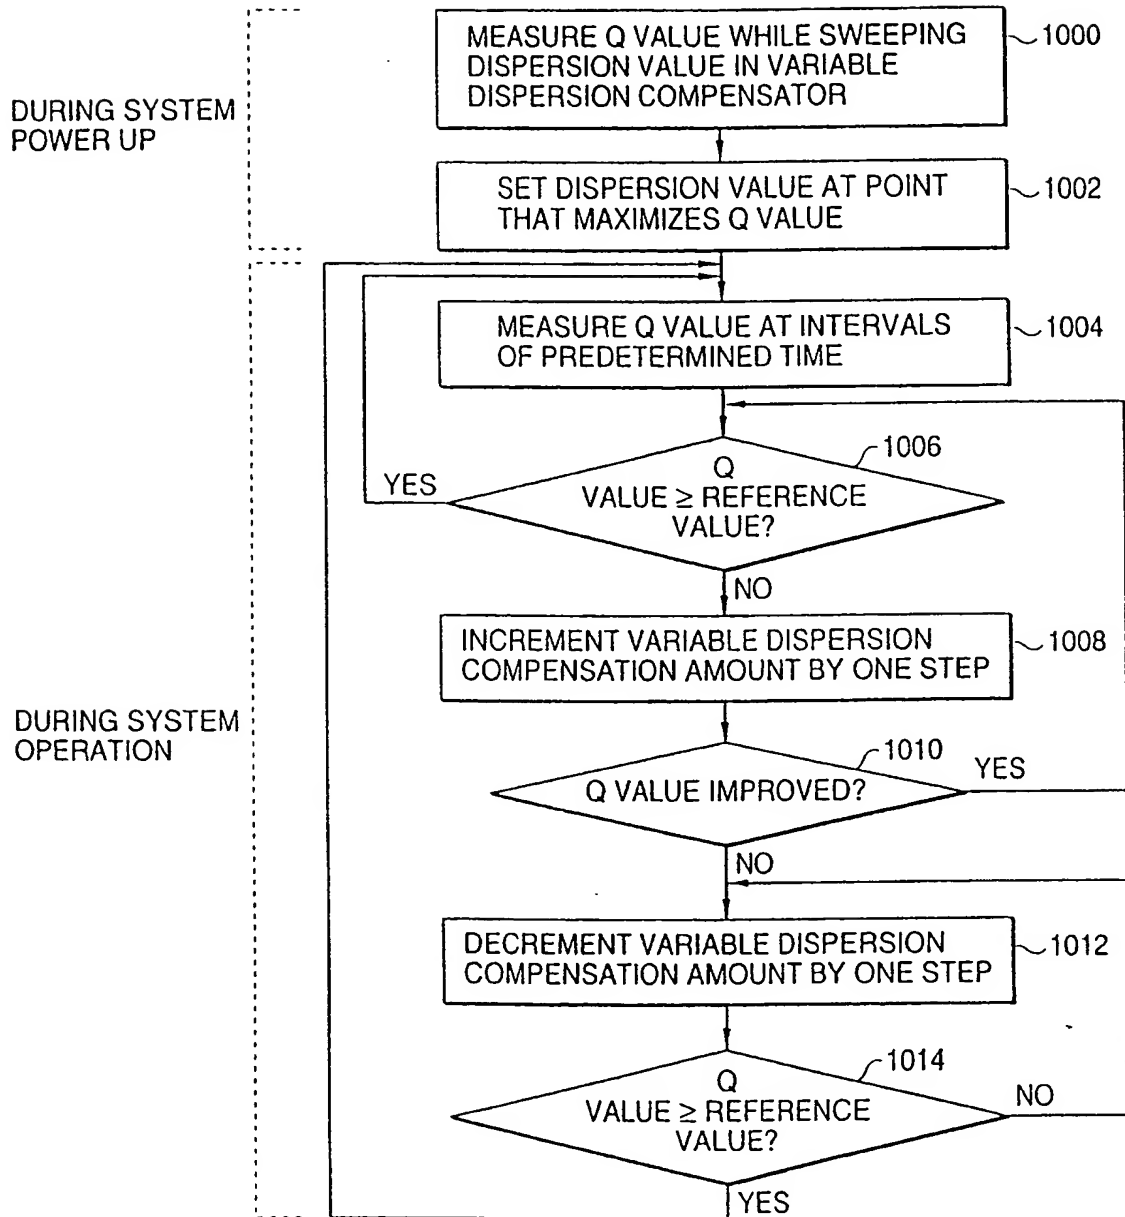 MEASURE Q VALUE WHILE SWEEPING
DISPERSION VALUE IN VARIABLE
DISPERSION COMPENSATOR
1000
DURING SYSTEM
POWER UP
SET DISPERSION VALUE AT POINT
THAT MAXIMIZES Q VALUE
1002
MEASURE Q VALUE AT INTERVALS
OF PREDETERMINED TIME
1004
1006
Q
VALUE ≥ REFERENCE
VALUE?
YES
NO
INCREMENT VARIABLE DISPERSION
COMPENSATION AMOUNT BY ONE STEP
1008
DURING SYSTEM
OPERATION
1010
Q VALUE IMPROVED?
YES
NO
DECREMENT VARIABLE DISPERSION
COMPENSATION AMOUNT BY ONE STEP
1012
1014
Q
VALUE ≥ REFERENCE
VALUE?
NO
YES